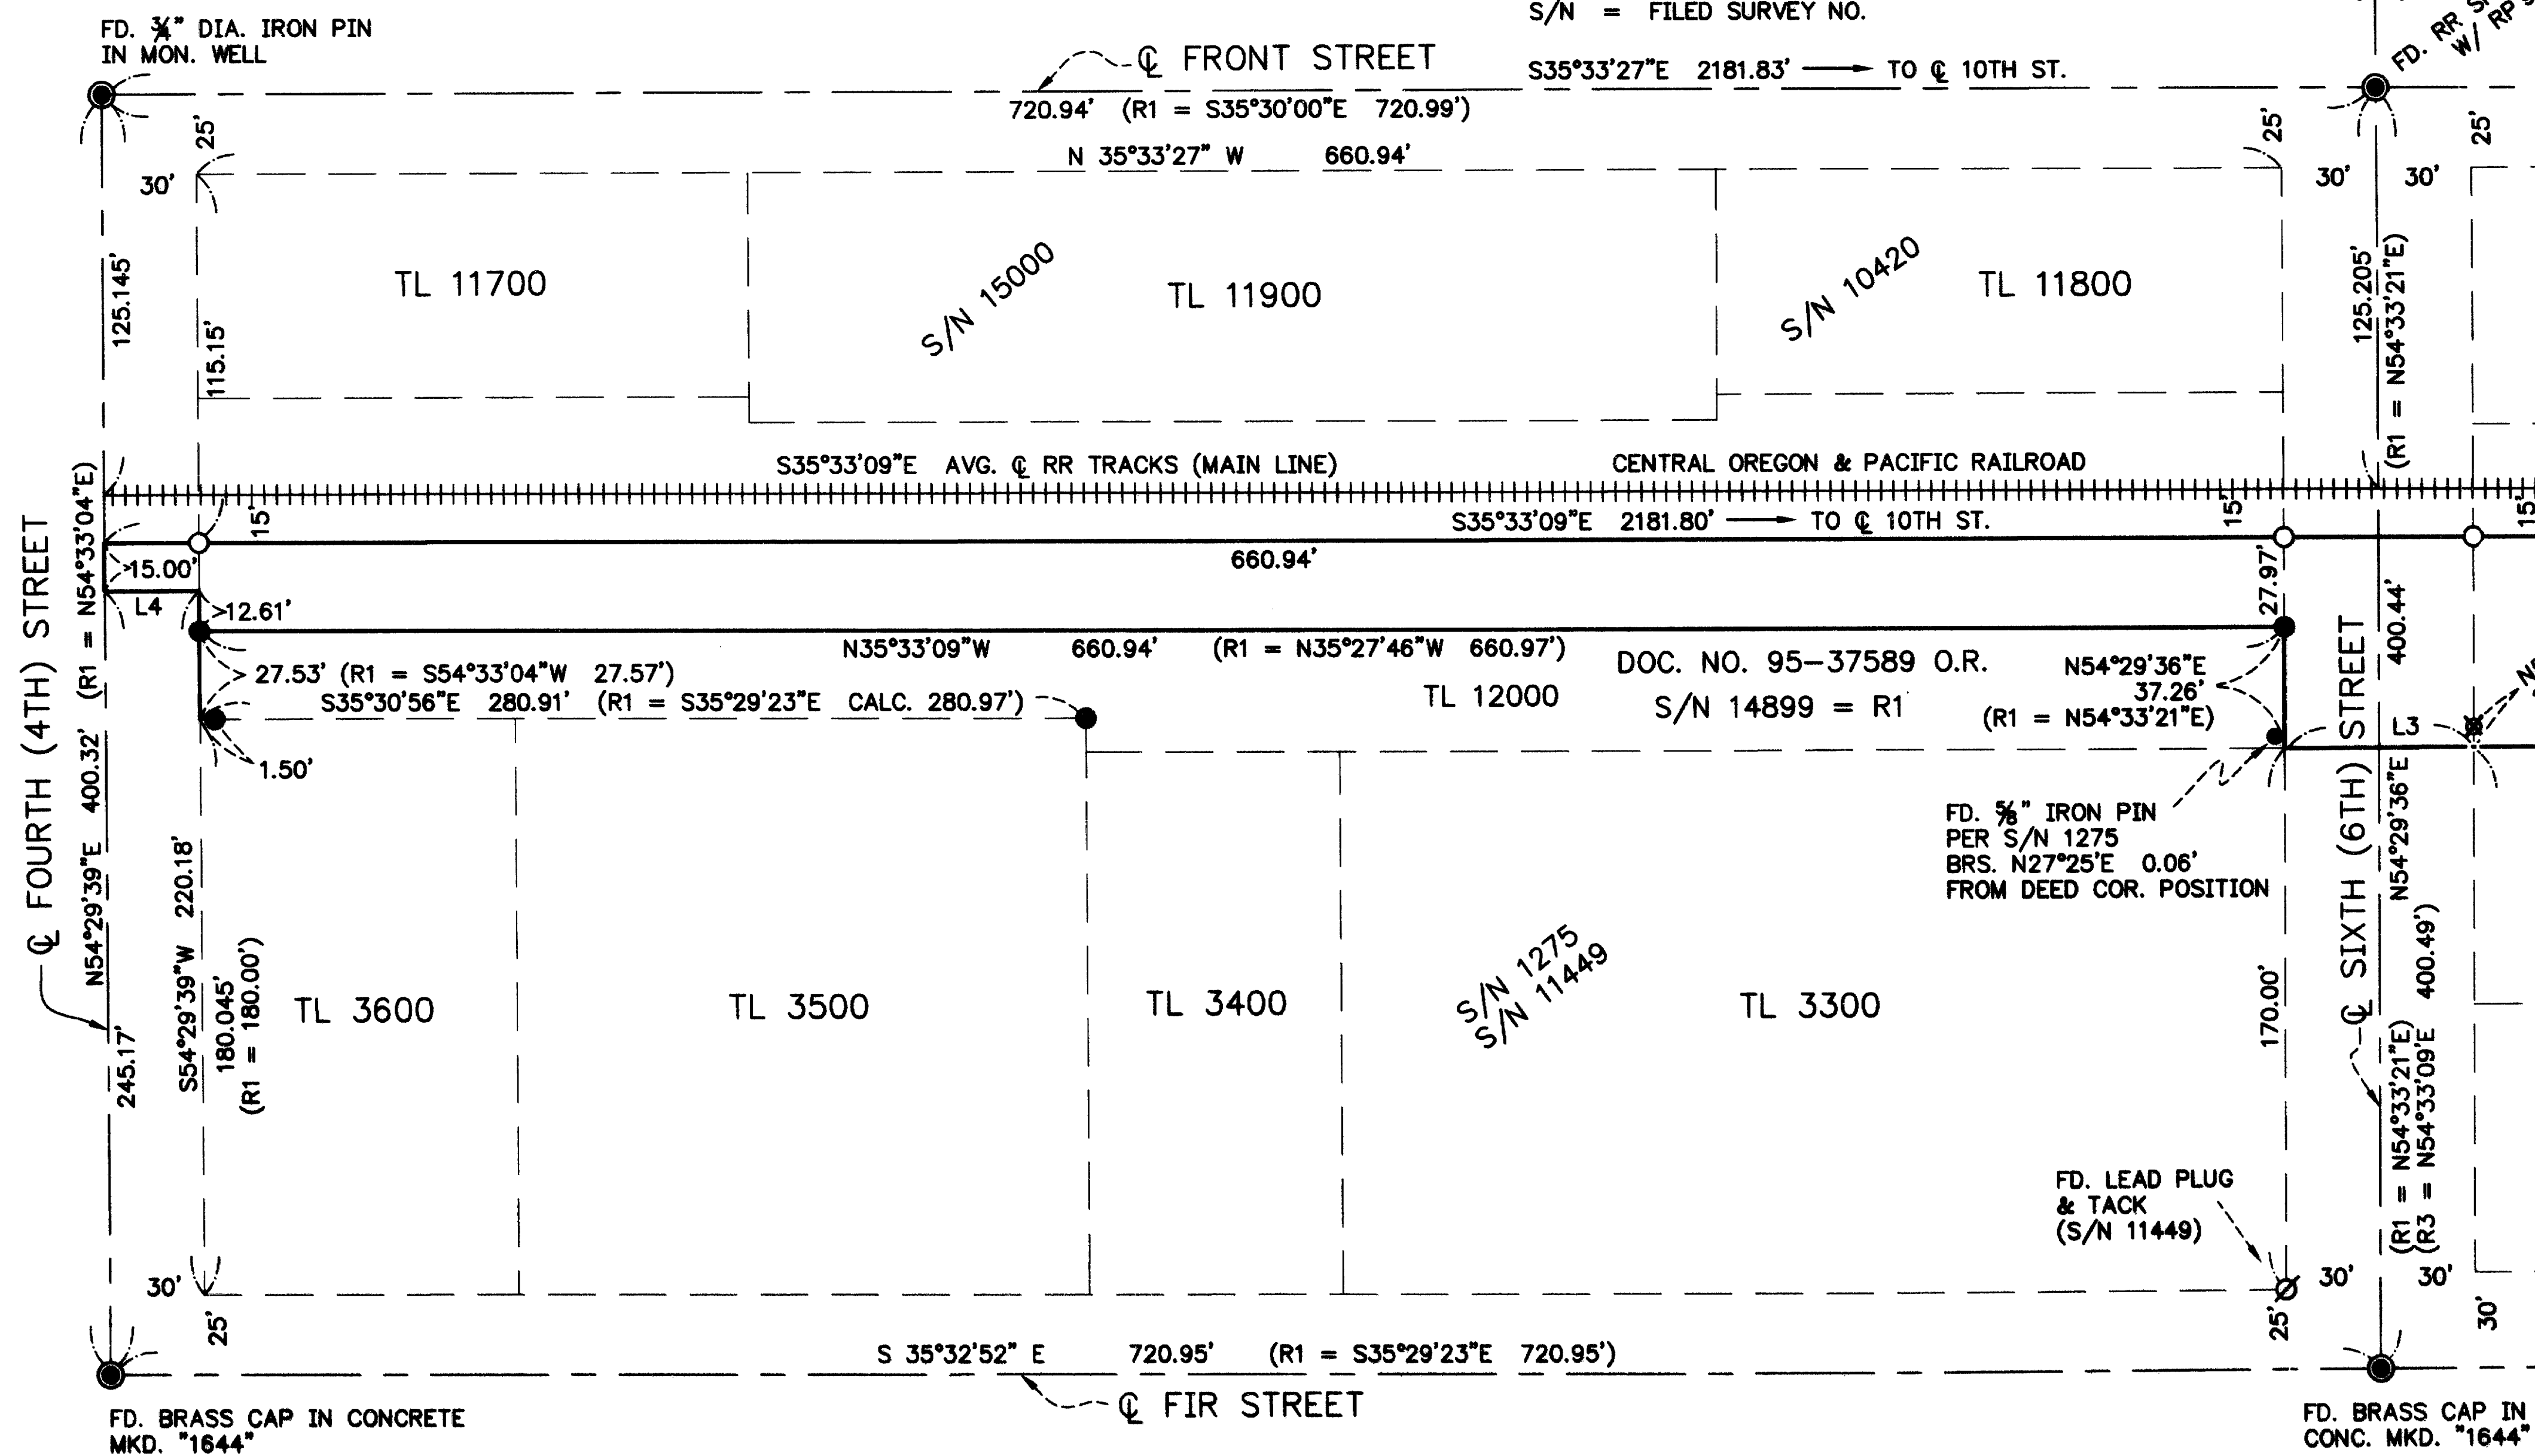 S/N = FILED SURVEY NO.
FD. ¾" DIA. IRON PIN
IN MON. WELL
℄ FRONT STREET
S35°33'27"E 2181.83' TO ℄ 10TH ST.
FD. RR
W/ RP
720.94' (R1 = S35°30'00"E 720.99')
N 35°33'27" W 660.94'
25'
30'
25'
30'
30'
25'
125.145'
115.15'
TL 11700
S/N 15000
TL 11900
S/N 10420
TL 11800
125.205'
(R1 = N54°33'21"E)
S35°33'09"E AVG. ℄ RR TRACKS (MAIN LINE)
CENTRAL OREGON & PACIFIC RAILROAD
(R1 = N54°33'04"E)
15'
S35°33'09"E 2181.80' TO ℄ 10TH ST.
15'
15'
15.00'
660.94'
L4
12.61'
27.97'
400.44'
N35°33'09"W 660.94' (R1 = N35°27'46"W 660.97')
27.53' (R1 = S54°33'04"W 27.57')
S35°30'56"E 280.91' (R1 = S35°29'23"E CALC. 280.97')
DOC. NO. 95-37589 O.R.
TL 12000
S/N 14899 = R1
N54°29'36"E
37.26'
(R1 = N54°33'21"E)
L3
1.50'
℄ FOURTH (4TH) STREET
N54°29'39"E 400.32'
245.17'
S54°29'39"W 220.18'
180.045'
(R1 = 180.00')
FD. ⅝" IRON PIN
PER S/N 1275
BRS. N27°25'E 0.06'
FROM DEED COR. POSITION
℄ SIXTH (6TH) STREET
N54°29'36"E
TL 3600
TL 3500
TL 3400
S/N 1275
S/N 11449
TL 3300
170.00'
(R1 = N54°33'21"E)
(R3 = N54°33'09"E 400.49')
FD. LEAD PLUG
& TACK
(S/N 11449)
30'
25'
30'
30'
25'
30'
S 35°32'52" E 720.95' (R1 = S35°29'23"E 720.95')
℄ FIR STREET
FD. BRASS CAP IN CONCRETE
MKD. "1644"
FD. BRASS CAP IN
CONC. MKD. "1644"